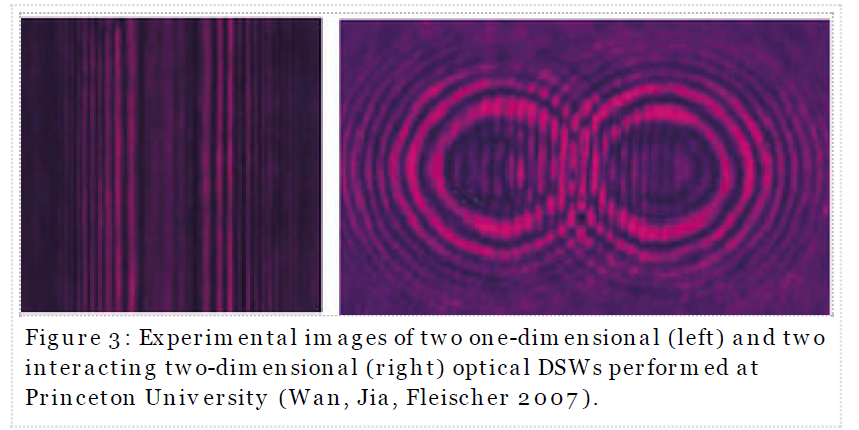 Figure 3: Experimental images of two one-dimensional (left) and two
interacting two-dimensional (right) optical DSWs performed at
Princeton University (Wan, Jia, Fleischer 2007).